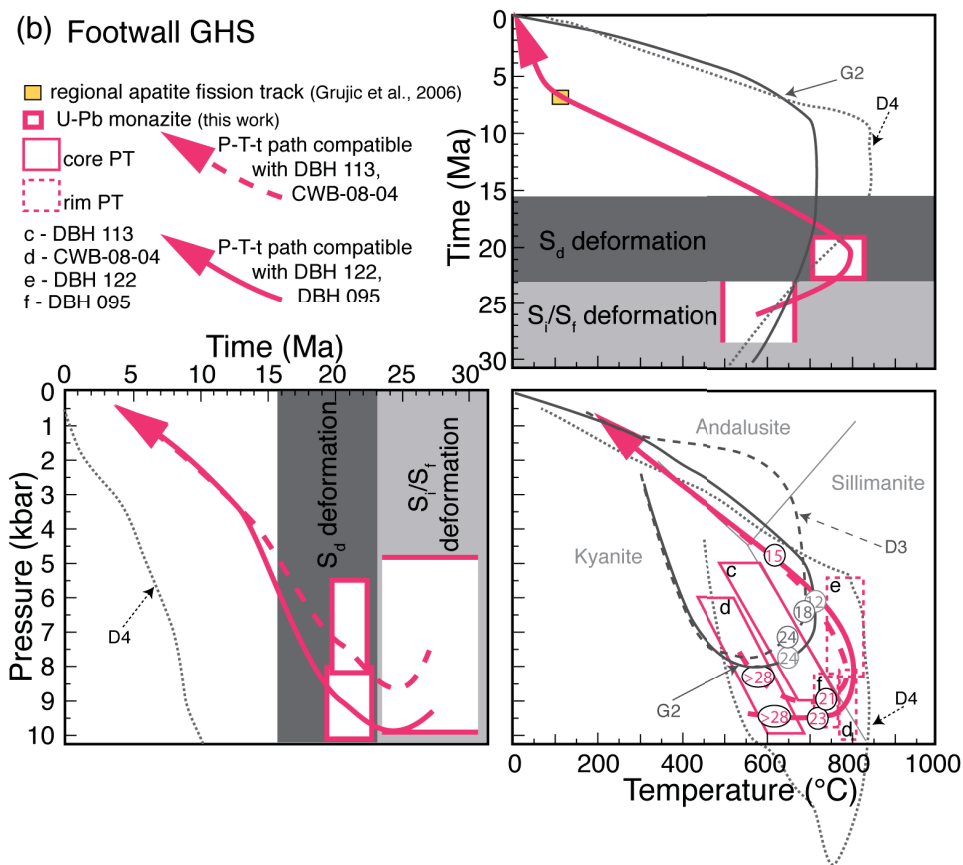 (b) Footwall GHS
regional apatite fission track (Grujic et al., 2006)
U-Pb monazite (this work)
core PT
rim PT
P-T-t path compatible
with DBH 113,
CWB-08-04
c - DBH 113
d - CWB-08-04
e - DBH 122
f - DBH 095
P-T-t path compatible
with DBH 122,
DBH 095
0
5
10
15
20
25
30
Time (Ma)
G2
D4
Sd deformation
Si/Sf deformation
Time (Ma)
0 5 10 15 20 25 30
0
1
2
3
4
5
6
7
8
9
10
Pressure (kbar)
D4
Sd deformation
Si/Sf
deformation
Andalusite
Sillimanite
Kyanite
D3
15
c
d
e
12
18
24
24
>28
f
21
>28
23
d
G2
D4
0 200 400 600 800 1000
Temperature (°C)